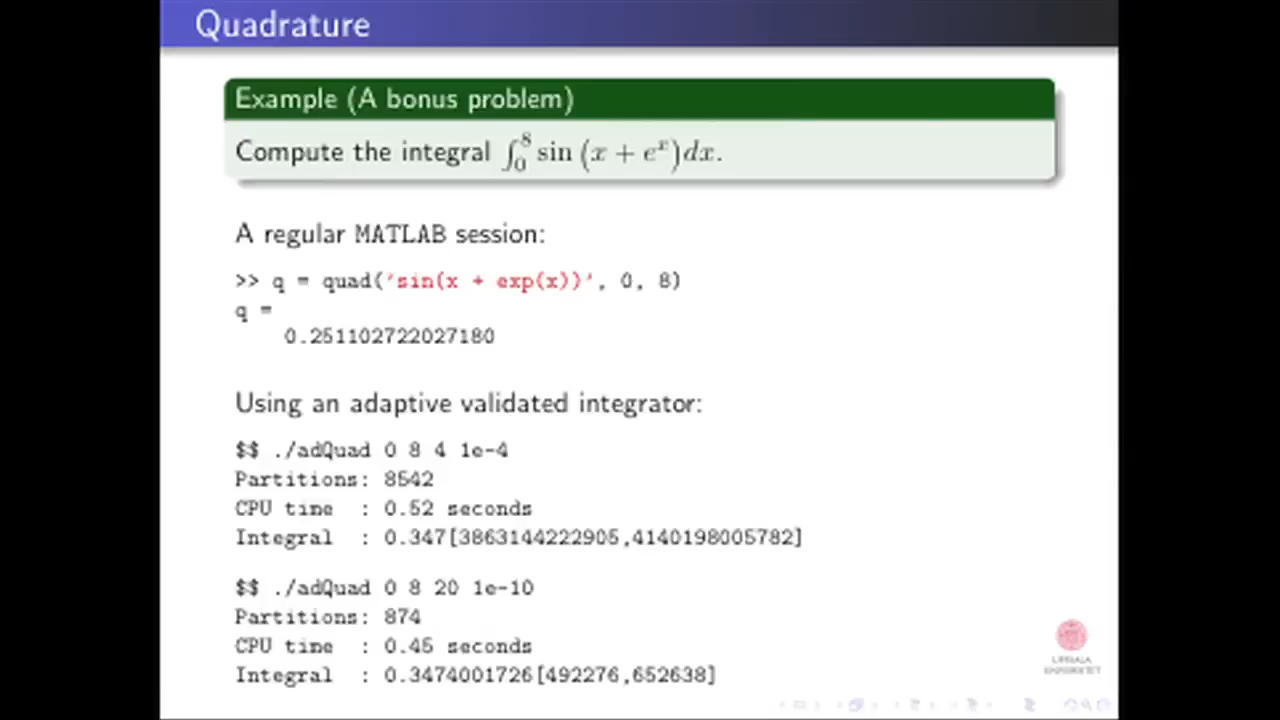 Quadrature
Example (A bonus problem)
Compute the integral ∫₀⁸ sin (x + eˣ)dx.
A regular MATLAB session:
>> q = quad('sin(x + exp(x))', 0, 8)
q =
0.251102722027180
Using an adaptive validated integrator:
$$ ./adQuad 0 8 4 1e-4
Partitions: 8542
CPU time : 0.52 seconds
Integral : 0.347[3863144222905,4140198005782]
$$ ./adQuad 0 8 20 1e-10
Partitions: 874
CPU time : 0.45 seconds
Integral : 0.3474001726[492276,652638]
UPPSALA
UNIVERSITET